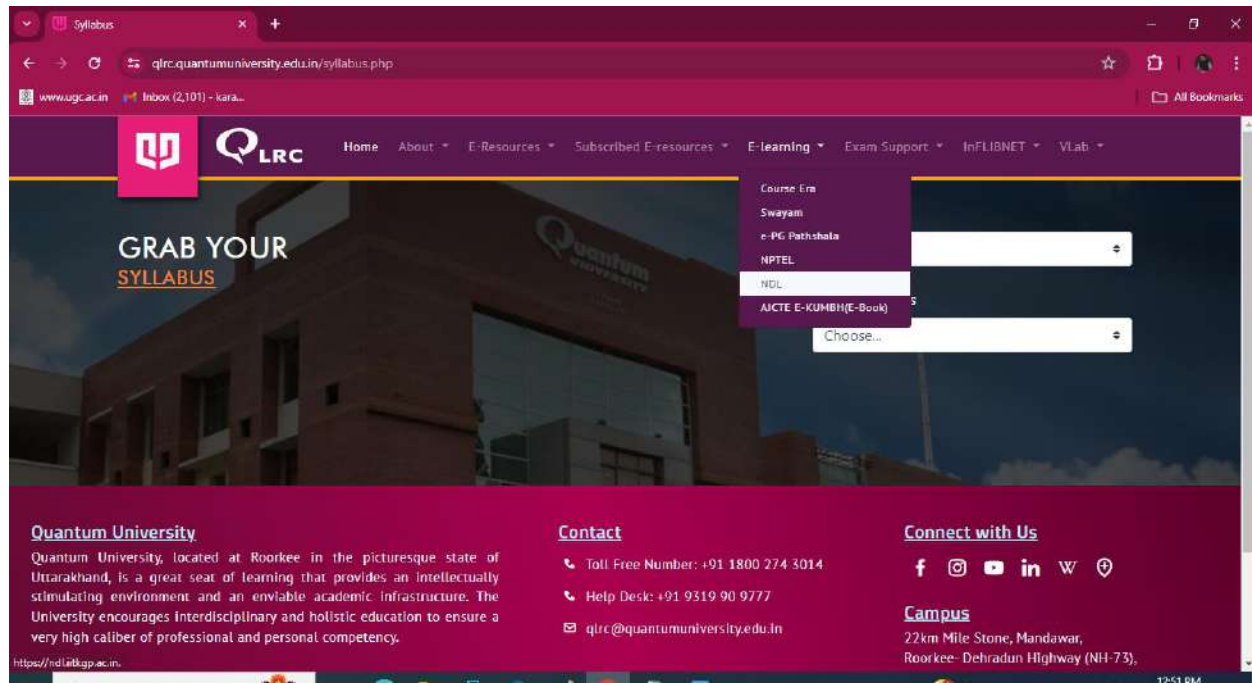 Syllabus
qlrc.quantumuniversity.edu.in/syllabus.php
www.ugc.ac.in Inbox (2,101) - kara...
All Bookmarks
QLRC
Home About E-Resources Subscribed E-resources E-learning Exam Support InFLIBNET VLab
Course Era
Swayam
e-PG Pathshala
NPTEL
NDL
AICTE E-KUMBH(E-Book)
GRAB YOUR
SYLLABUS
Quantum
UNIVERSITY
Choose...
Quantum University
Quantum University, located at Roorkee in the picturesque state of
Uttarakhand, is a great seat of learning that provides an intellectually
stimulating environment and an enviable academic infrastructure. The
University encourages interdisciplinary and holistic education to ensure a
very high caliber of professional and personal competency.
Contact
Toll Free Number: +91 1800 274 3014
Help Desk: +91 9319 90 9777
qlrc@quantumuniversity.edu.in
Connect with Us
Campus
22km Mile Stone, Mandawar,
Roorkee- Dehradun Highway (NH-73),
https://ndl.iitkgp.ac.in.
12:51 PM